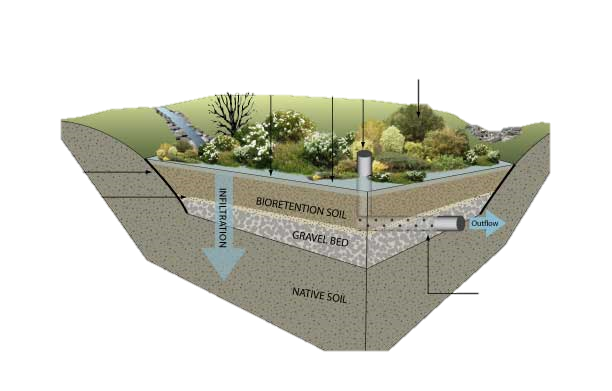 INFILTRATION
BIORETENTION SOIL
GRAVEL BED
NATIVE SOIL
Outflow